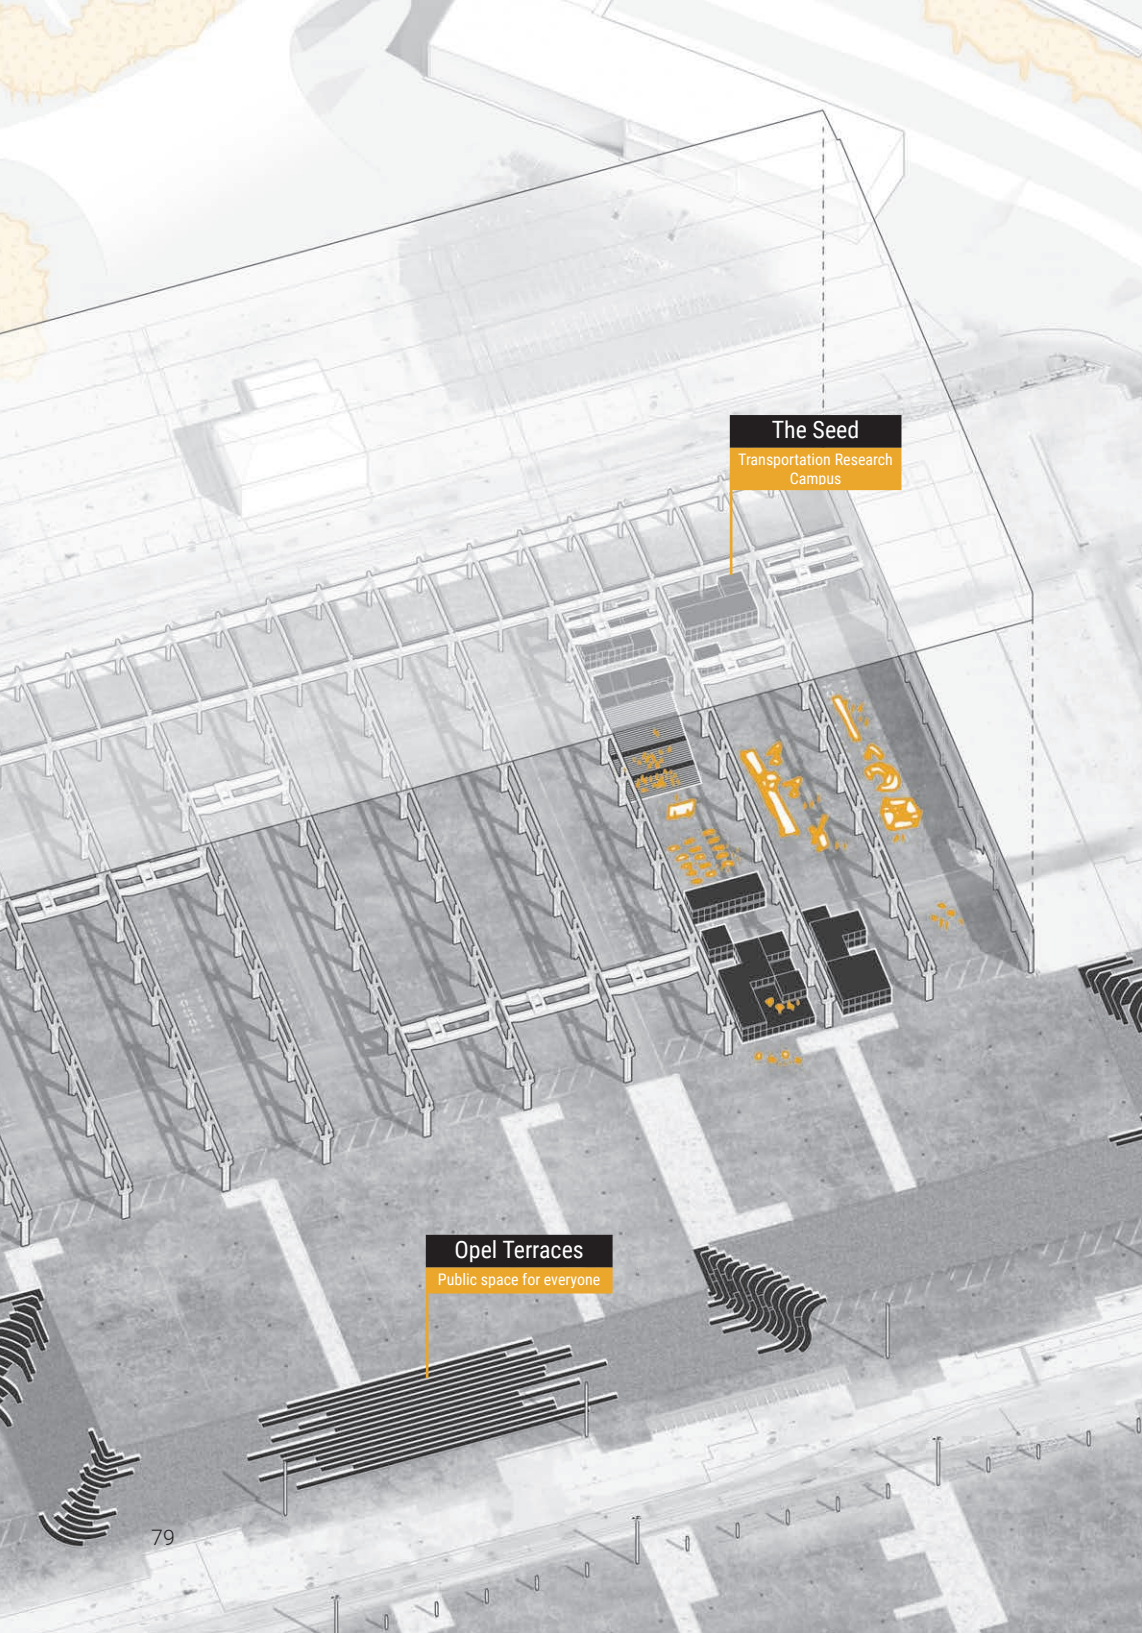 The Seed
Transportation Research
Campus
Opel Terraces
Public space for everyone
79